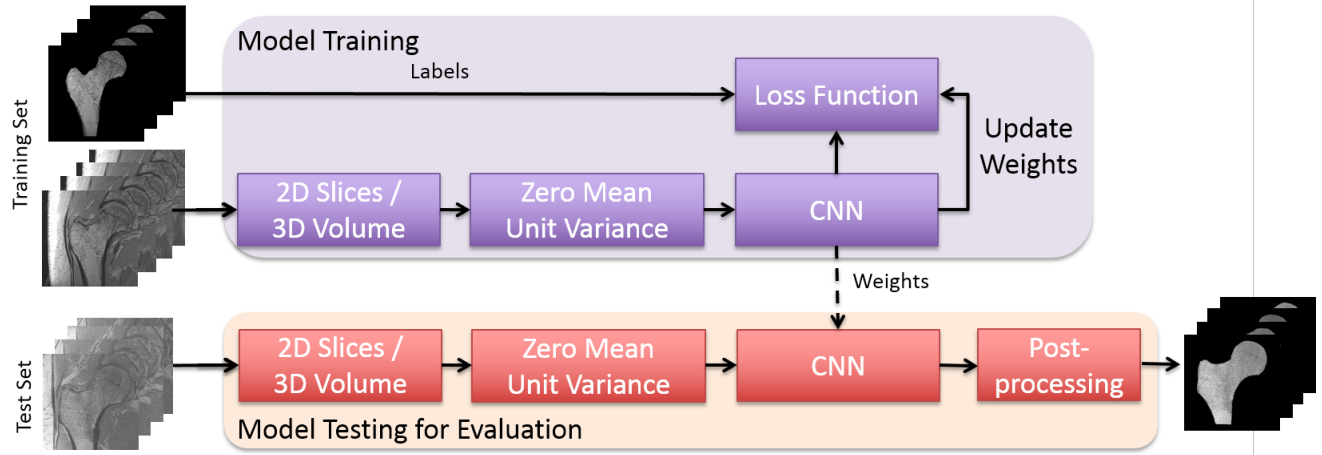 Training Set
Model Training
Labels
Loss Function
Update
Weights
2D Slices /
3D Volume
Zero Mean
Unit Variance
CNN
Weights
Test Set
2D Slices /
3D Volume
Zero Mean
Unit Variance
CNN
Post-
processing
Model Testing for Evaluation